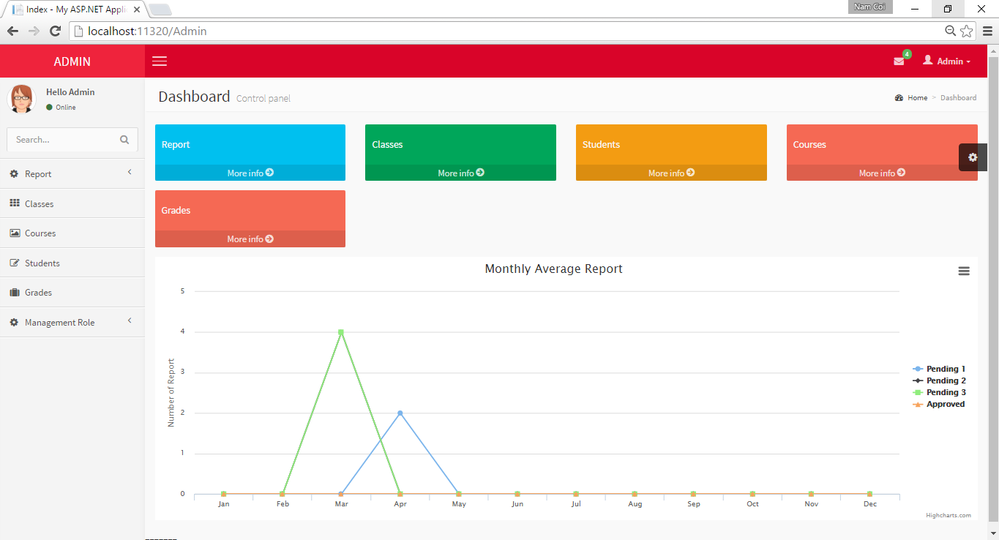 Index - My ASP.NET Appli
Nam Coi
localhost:11320/Admin
ADMIN
4
Admin
Hello Admin
Online
Dashboard Control panel
Home > Dashboard
Search...
Report
Classes
Courses
Students
Grades
Management Role
Report
More info
Classes
More info
Students
More info
Courses
More info
Grades
More info
Monthly Average Report
Number of Report
5
4
3
2
1
0
Jan Feb Mar Apr May Jun Jul Aug Sep Oct Nov Dec
Pending 1
Pending 2
Pending 3
Approved
Highcharts.com